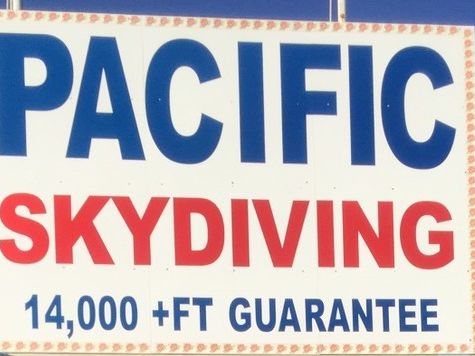 PACIFIC
SKYDIVING
14,000 +FT GUARANTEE